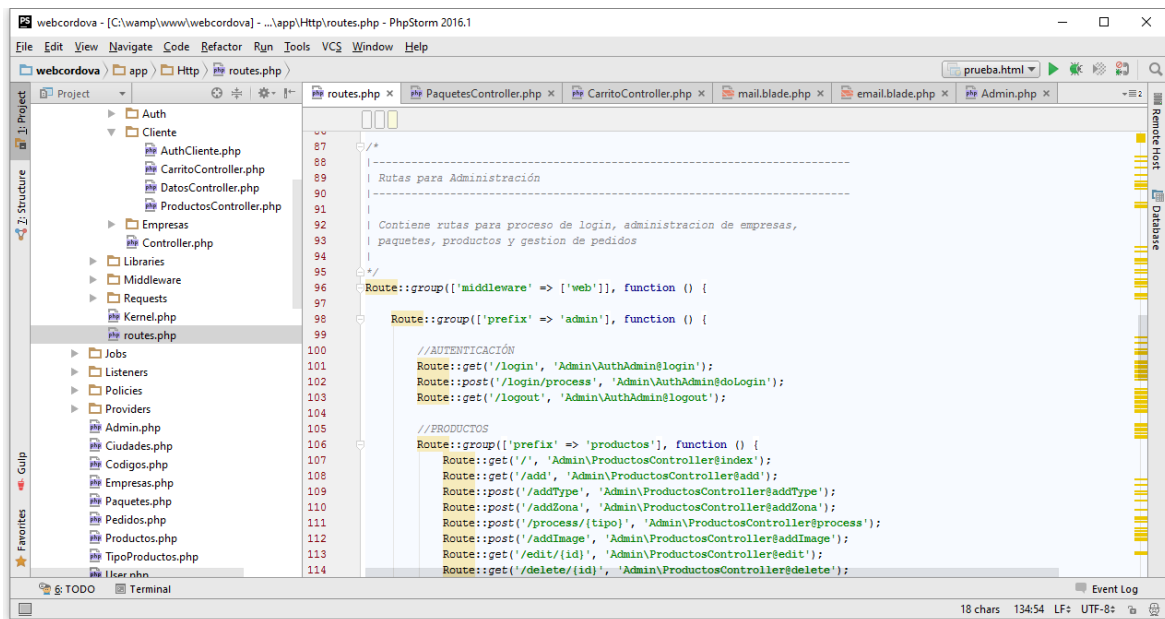 webcordova - [C:\wamp\www\webcordova] - ...\app\Http\routes.php - PhpStorm 2016.1
File Edit View Navigate Code Refactor Run Tools VCS Window Help
webcordova app Http routes.php prueba.html
1: Project
7: Structure
Gulp
Favorites
Project
Auth
Cliente
AuthCliente.php
CarritoController.php
DatosController.php
ProductosController.php
Empresas
Controller.php
Libraries
Middleware
Requests
Kernel.php
routes.php
Jobs
Listeners
Policies
Providers
Admin.php
Ciudades.php
Codigos.php
Empresas.php
Paquetes.php
Pedidos.php
Productos.php
TipoProductos.php
User.php
routes.php × PaquetesController.php × CarritoController.php × mail.blade.php × email.blade.php × Admin.php × 2
86
87 /*
88 |--------------------------------------------------------------------------
89 | Rutas para Administración
90 |--------------------------------------------------------------------------
91 |
92 | Contiene rutas para proceso de login, administracion de empresas,
93 | paquetes, productos y gestion de pedidos
94 |
95 */
96 Route::group(['middleware' => ['web']], function () {
97
98 Route::group(['prefix' => 'admin'], function () {
99
100 //AUTENTICACIÓN
101 Route::get('/login', 'Admin\AuthAdmin@login');
102 Route::post('/login/process', 'Admin\AuthAdmin@doLogin');
103 Route::get('/logout', 'Admin\AuthAdmin@logout');
104
105 //PRODUCTOS
106 Route::group(['prefix' => 'productos'], function () {
107 Route::get('/', 'Admin\ProductosController@index');
108 Route::get('/add', 'Admin\ProductosController@add');
109 Route::post('/addType', 'Admin\ProductosController@addType');
110 Route::post('/addZona', 'Admin\ProductosController@addZona');
111 Route::post('/process/{tipo}', 'Admin\ProductosController@process');
112 Route::post('/addImage', 'Admin\ProductosController@addImage');
113 Route::get('/edit/{id}', 'Admin\ProductosController@edit');
114 Route::get('/delete/{id}', 'Admin\ProductosController@delete');
Remote Host
Database
6: TODO Terminal Event Log
18 chars 134:54 LF÷ UTF-8÷